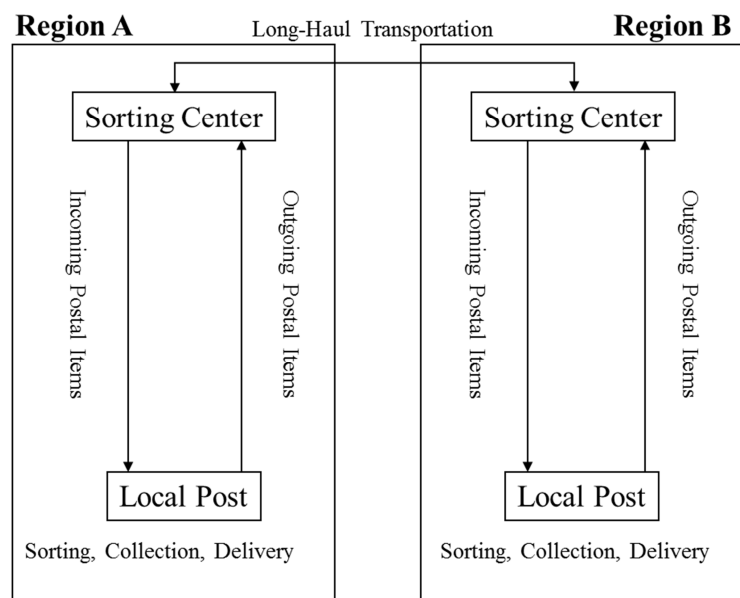 Region A
Long-Haul Transportation
Region B
Sorting Center
Sorting Center
Incoming Postal Items
Outgoing Postal Items
Incoming Postal Items
Outgoing Postal Items
Local Post
Local Post
Sorting, Collection, Delivery
Sorting, Collection, Delivery